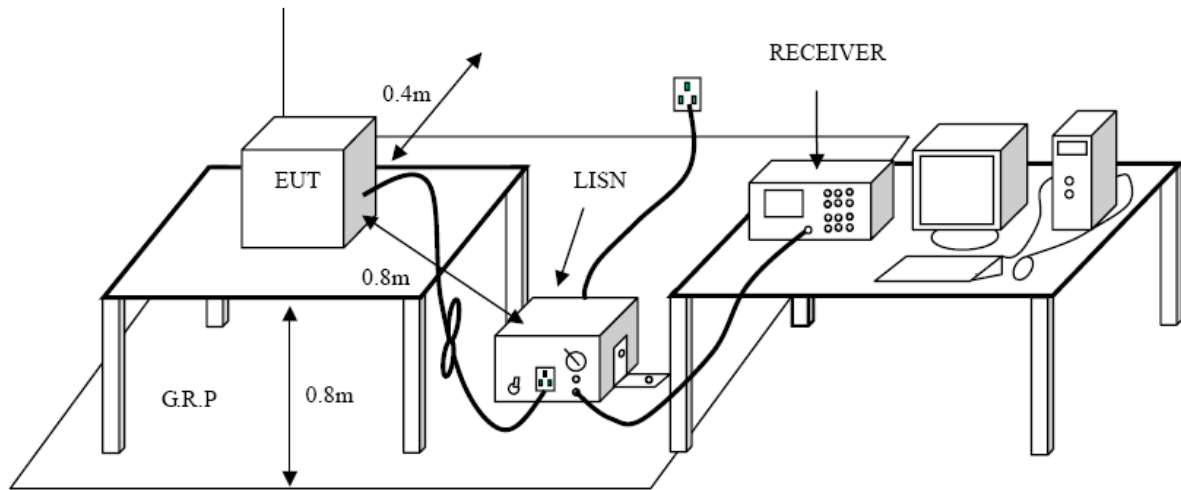 RECEIVER
0.4m
EUT
LISN
0.8m
G.R.P
0.8m